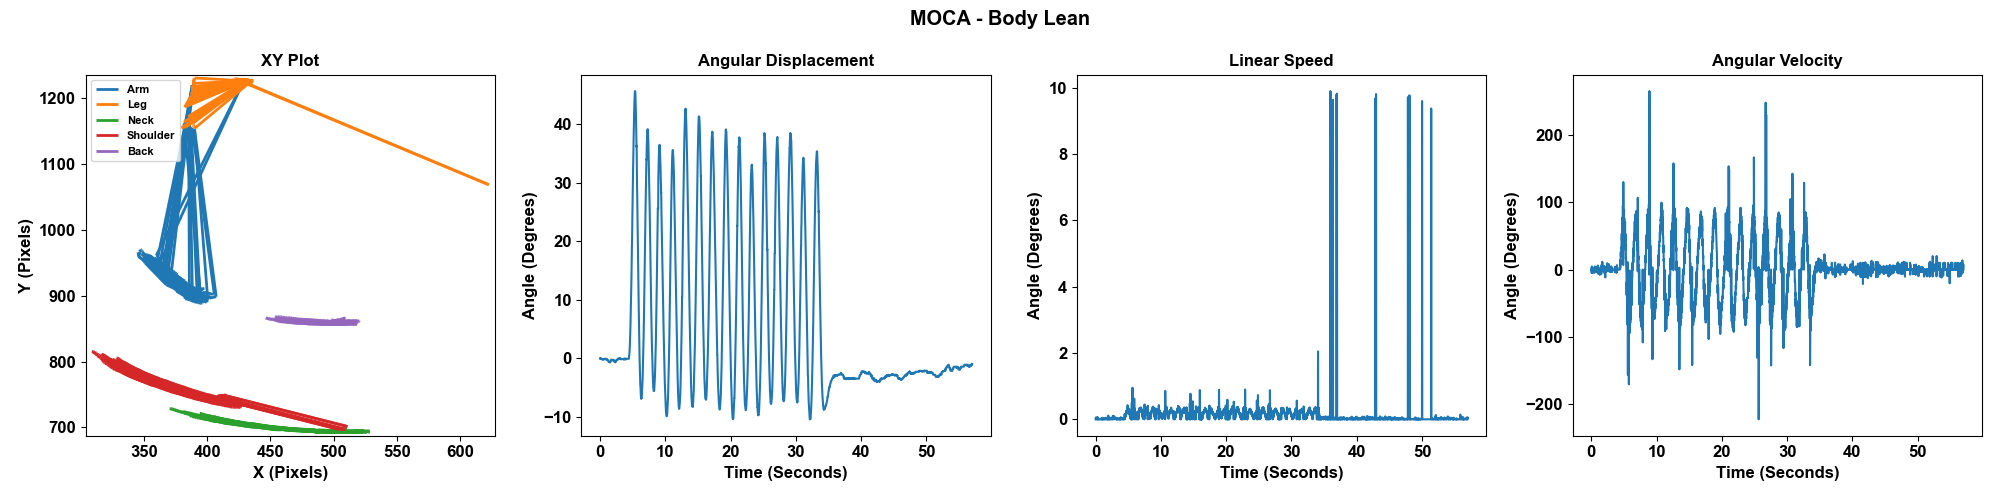 MOCA - Body Lean
XY Plot
Y (Pixels)
1200
1100
1000
900
800
700
Arm
Leg
Neck
Shoulder
Back
350 400 450 500 550 600
X (Pixels)
Angular Displacement
Angle (Degrees)
40
30
20
10
0
−10
0 10 20 30 40 50
Time (Seconds)
Linear Speed
Angle (Degrees)
10
8
6
4
2
0
0 10 20 30 40 50
Time (Seconds)
Angular Velocity
Angle (Degrees)
200
100
0
−100
−200
0 10 20 30 40 50
Time (Seconds)